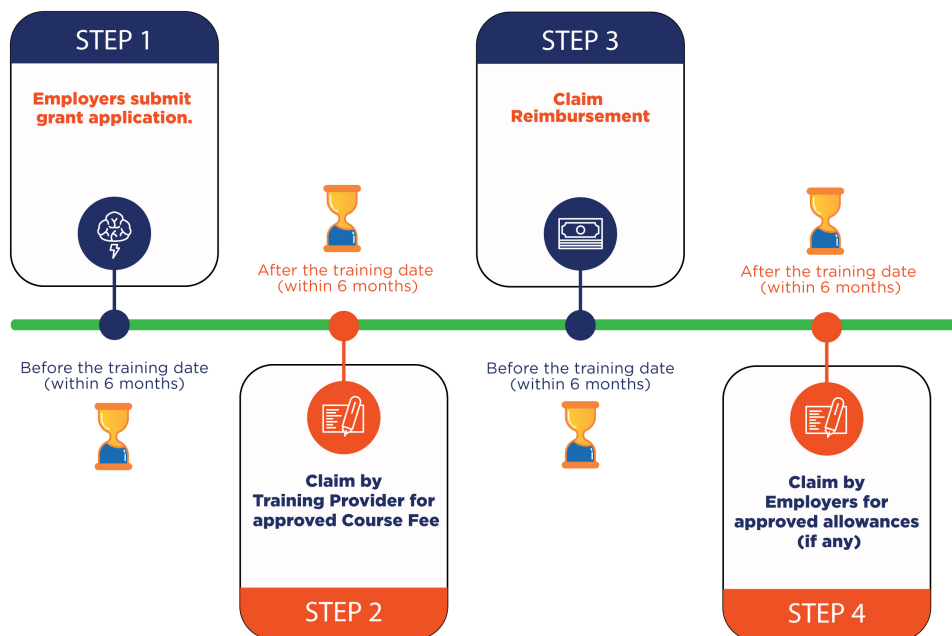 STEP 1
Employers submit
grant application.
Before the training date
(within 6 months)
After the training date
(within 6 months)
Claim by
Training Provider for
approved Course Fee
STEP 2
STEP 3
Claim
Reimbursement
Before the training date
(within 6 months)
After the training date
(within 6 months)
Claim by
Employers for
approved allowances
(if any)
STEP 4